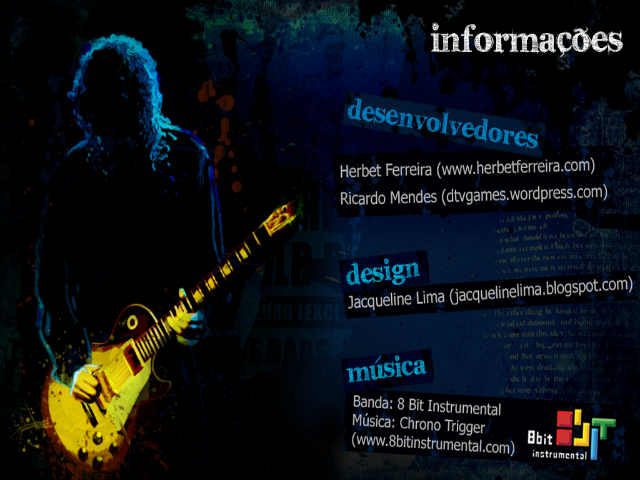 informações
desenvolvedores
Herbet Ferreira (www.herbetferreira.com)
Ricardo Mendes (dtvgames.wordpress.com)
design
Jacqueline Lima (jacquelinelima.blogspot.com)
música
Banda: 8 Bit Instrumental
Música: Chrono Trigger
(www.8bitinstrumental.com)
8bit
instrumental